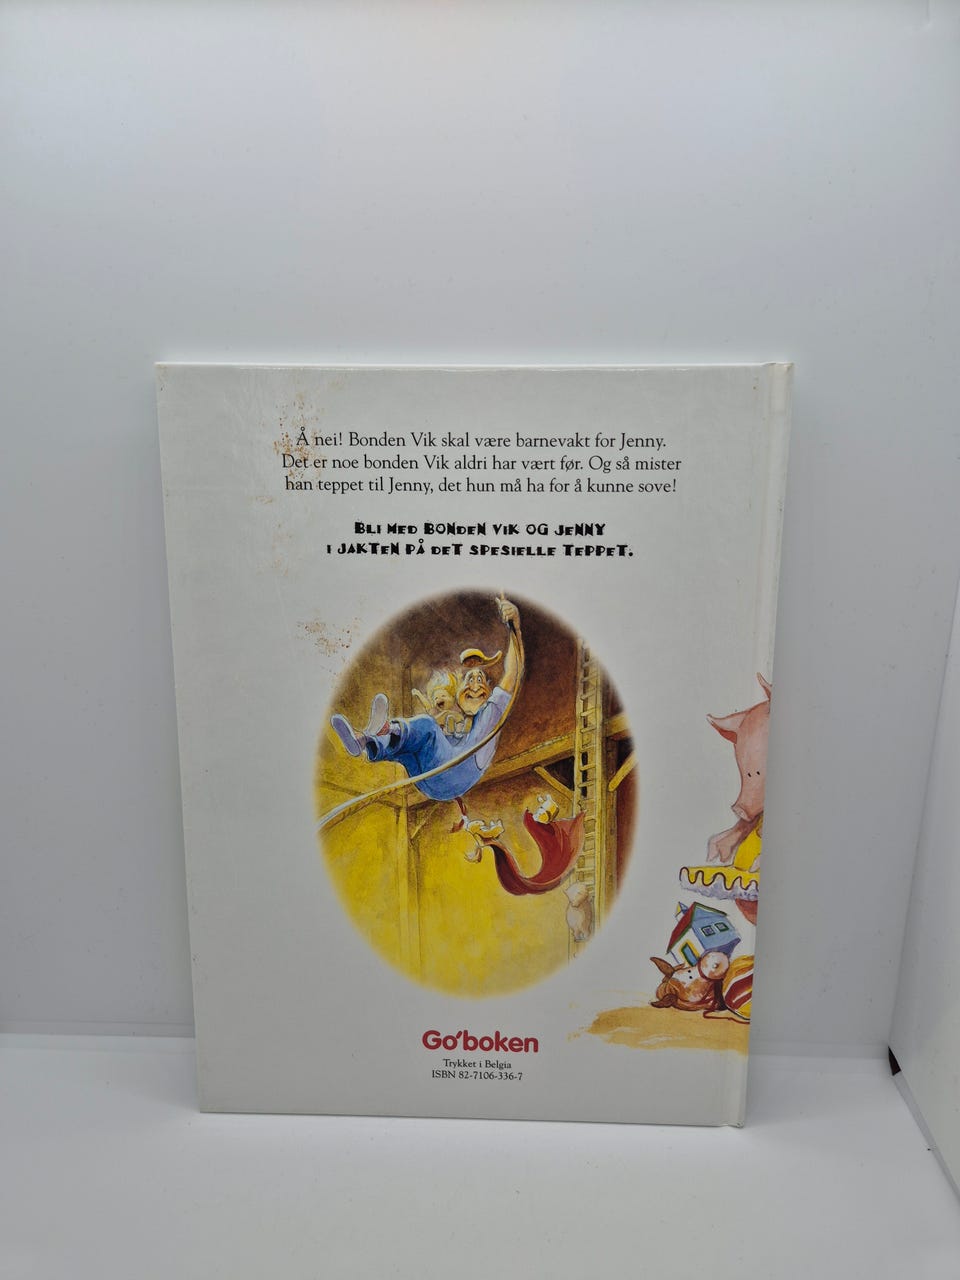 Å nei! Bonden Vik skal være barnevakt for Jenny.
Det er noe bonden Vik aldri har vært før. Og så mister
han teppet til Jenny, det hun må ha for å kunne sove!
BLI MED BONDEN VIK OG JENNY
I JAKTEN PÅ DET SPESIELLE TEPPET.
Go'boken
Trykket i Belgia
ISBN 82-7106-336-7